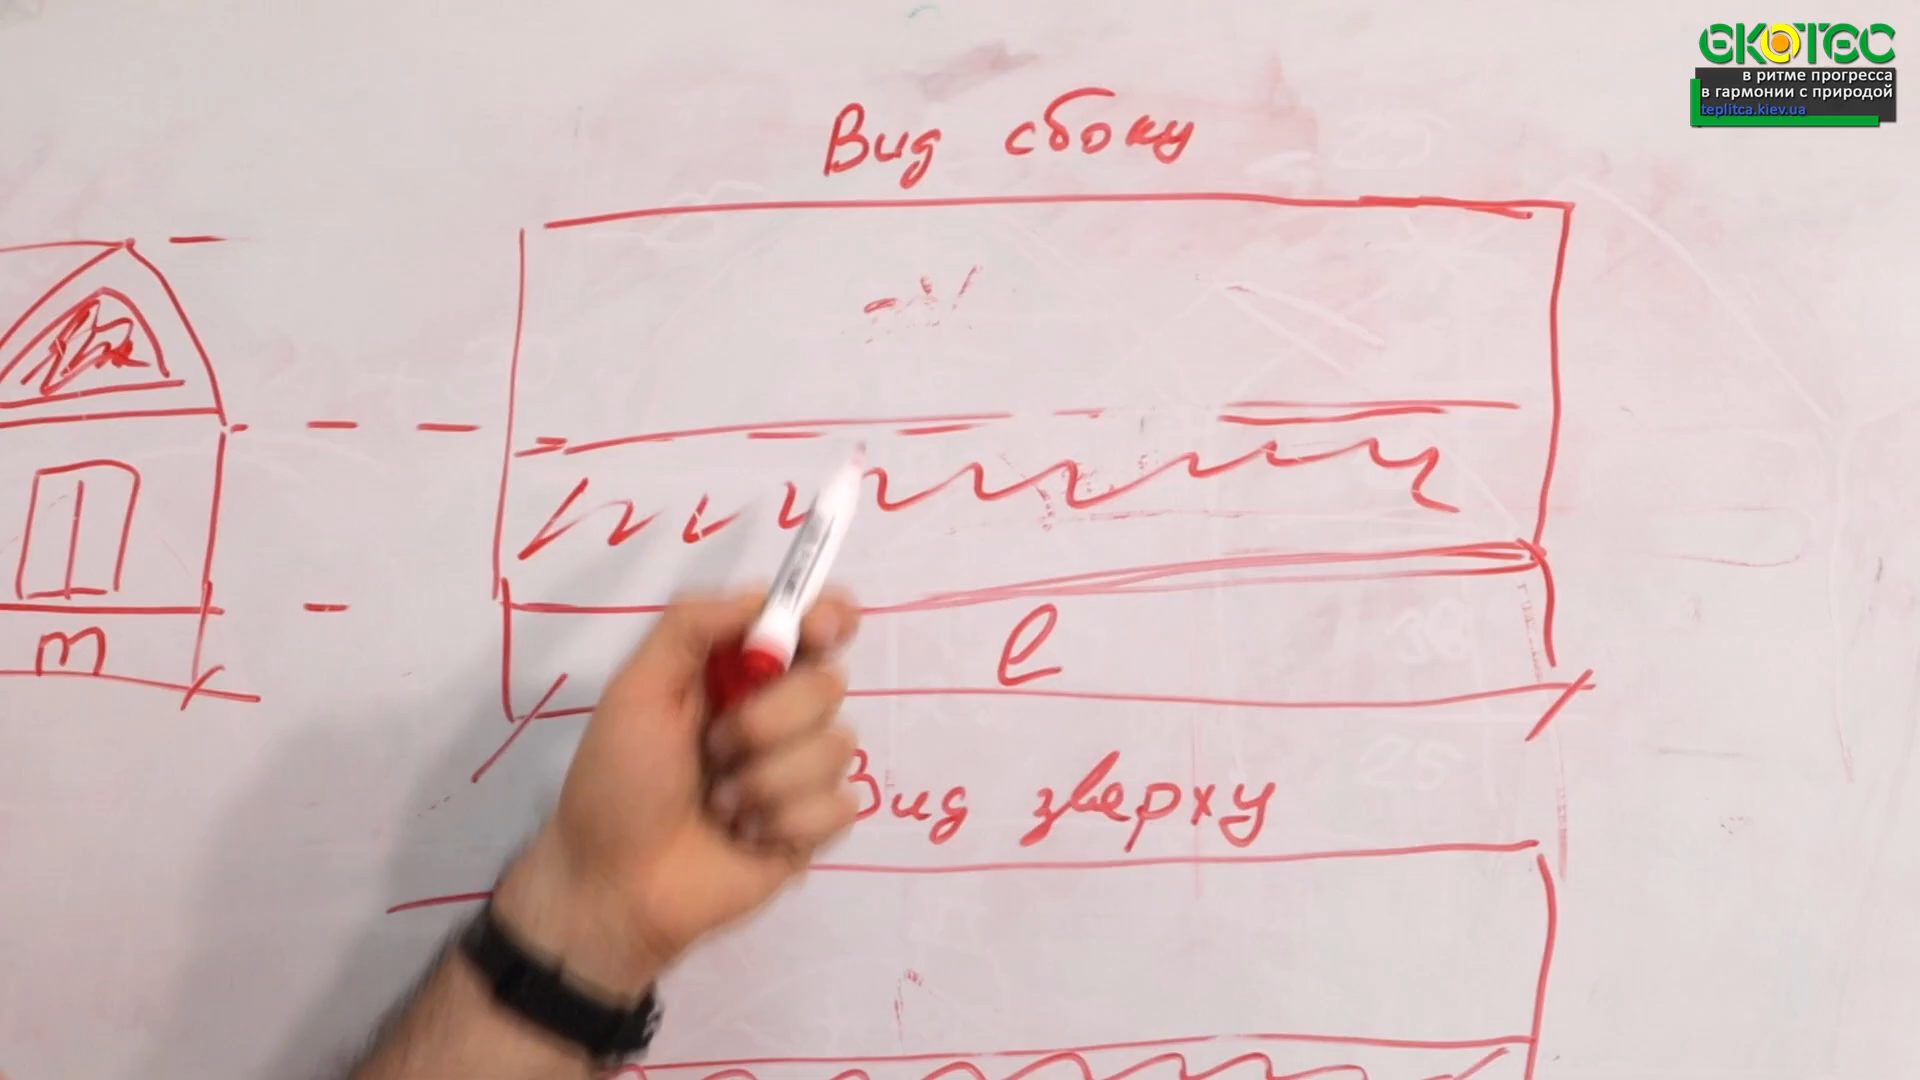 ЕКОТЕС
в ритме прогресса
в гармонии с природой
teplitca.kiev.ua
Вид сбоку
m
l
Вид зверху